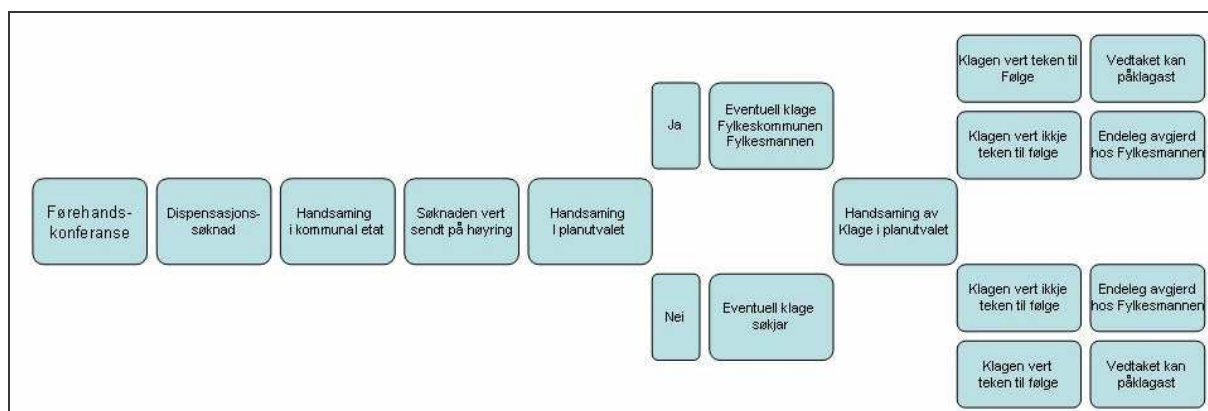 Førehands-
konferanse
Dispensasjons-
søknad
Handsaming
i kommunal etat
Søknaden vert
sendt på høyring
Handsaming
I planutvalet
Ja
Eventuell klage
Fylkeskommunen
Fylkesmannen
Nei
Eventuell klage
søkjar
Handsaming av
Klage i planutvalet
Klagen vert teken til
Følge
Vedtaket kan
påklagast
Klagen vert ikkje
teken til følge
Endeleg avgjerd
hos Fylkesmannen
Klagen vert ikkje
teken til følge
Endeleg avgjerd
hos Fylkesmannen
Klagen vert
teken til følge
Vedtaket kan
påklagast